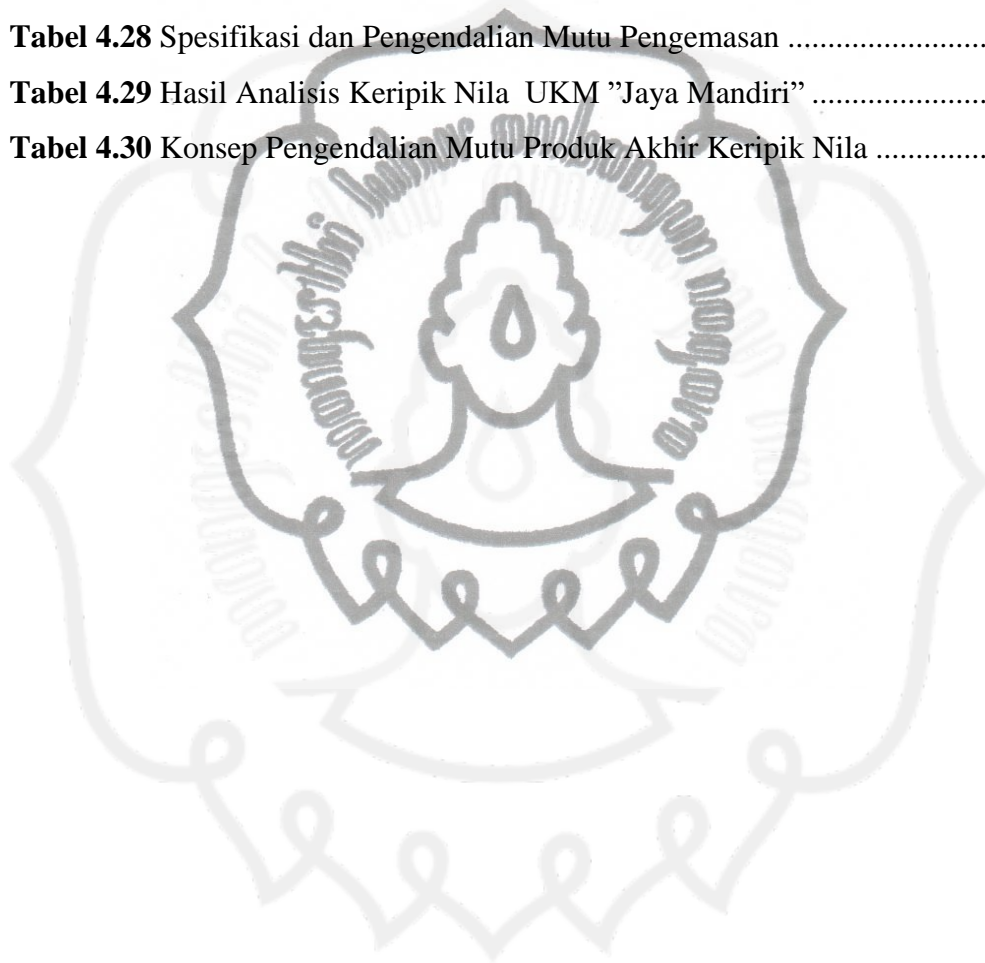 Tabel 4.28 Spesifikasi dan Pengendalian Mutu Pengemasan ........................
Tabel 4.29 Hasil Analisis Keripik Nila UKM ”Jaya Mandiri” .....................
Tabel 4.30 Konsep Pengendalian Mutu Produk Akhir Keripik Nila ..............